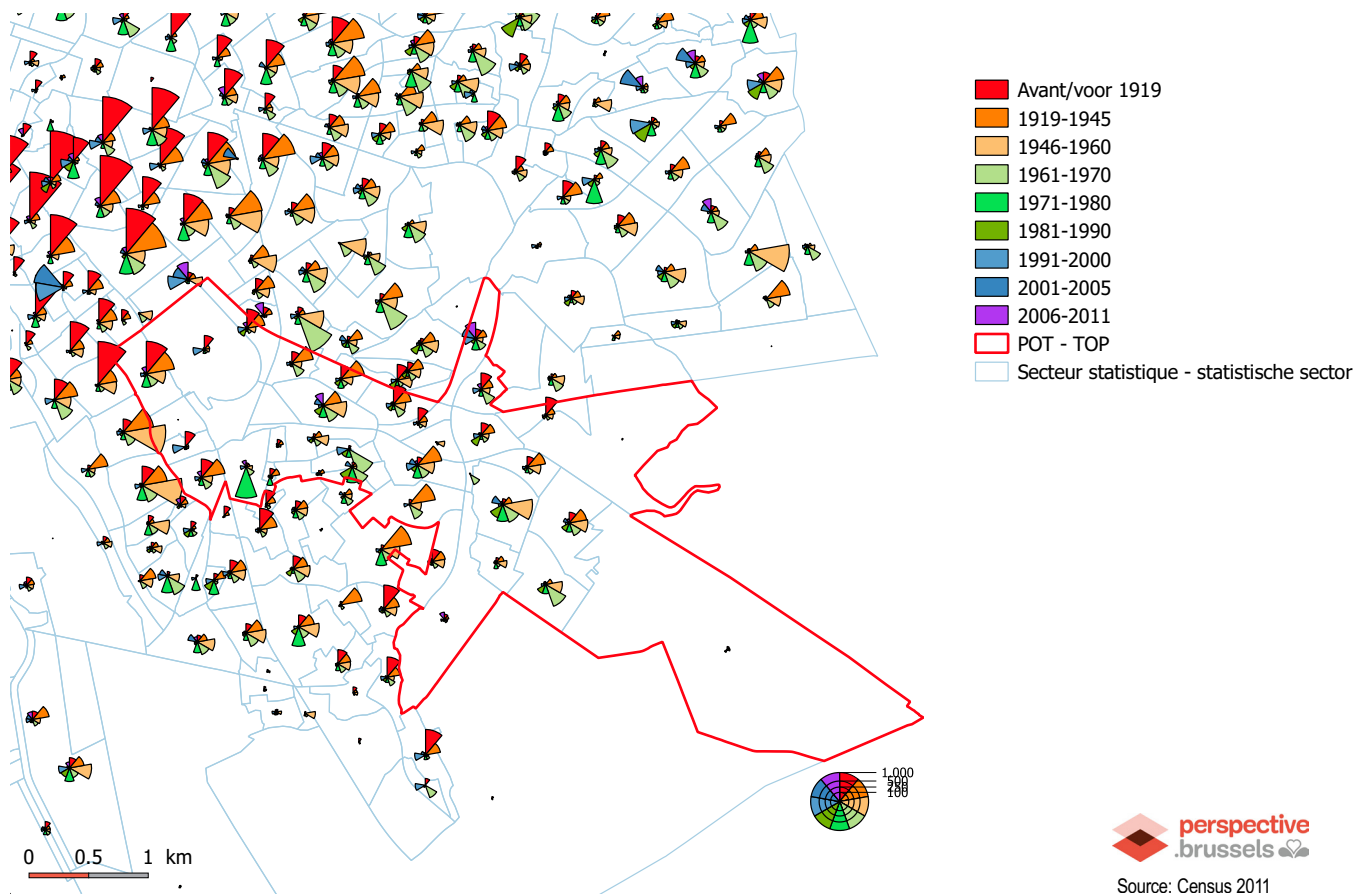 Avant/voor 1919
1919-1945
1946-1960
1961-1970
1971-1980
1981-1990
1991-2000
2001-2005
2006-2011
POT - TOP
Secteur statistique - statistische sector
1,000
500
250
100
0 0.5 1 km
perspective
.brussels
Source: Census 2011